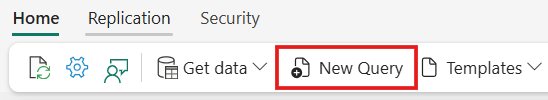 Home Replication Security
Get data New Query Templates